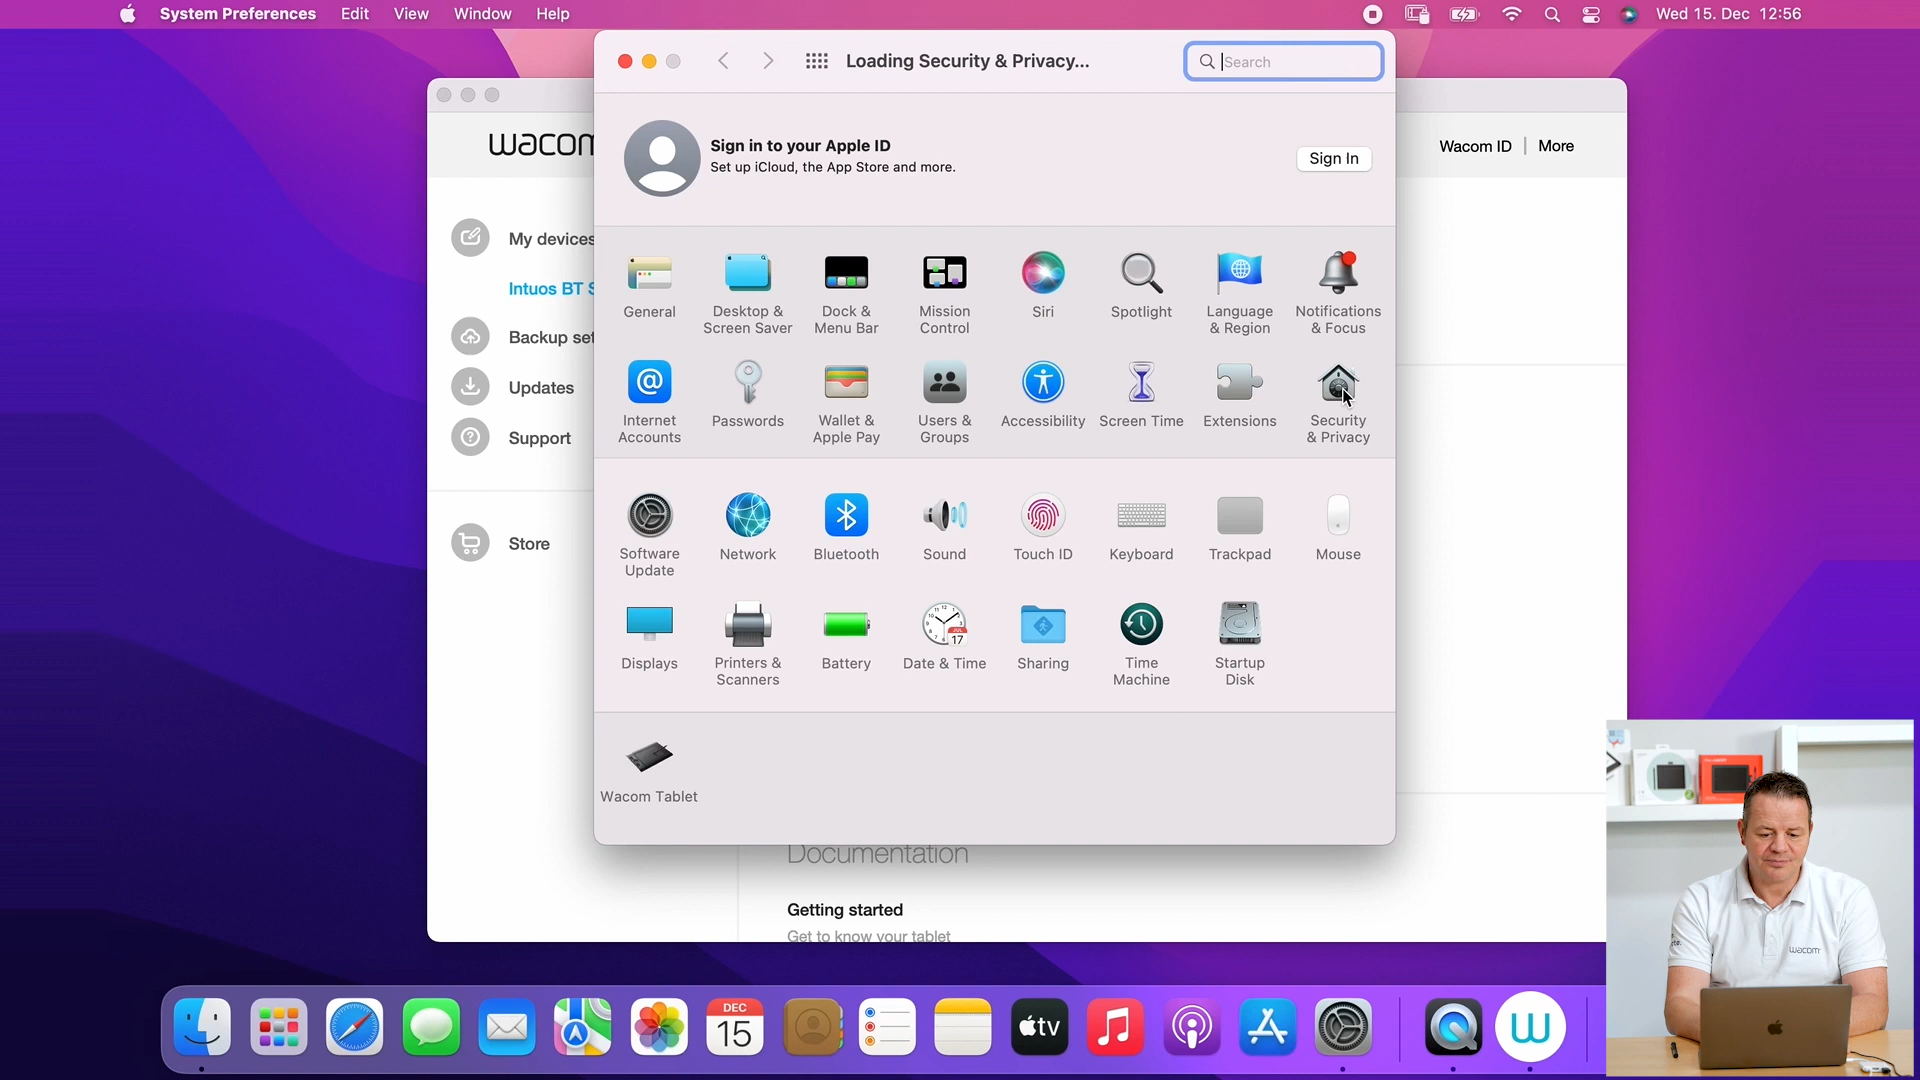 System Preferences Edit View Window Help
Wed 15. Dec 12:56
Loading Security & Privacy...
Search
wacom
Wacom ID | More
Sign in to your Apple ID
Set up iCloud, the App Store and more.
Sign In
My devices
Intuos BT S
Backup set
Updates
Support
Store
General
Desktop &
Screen Saver
Dock &
Menu Bar
Mission
Control
Siri
Spotlight
Language
& Region
Notifications
& Focus
Internet
Accounts
Passwords
Wallet &
Apple Pay
Users &
Groups
Accessibility
Screen Time
Extensions
Security
& Privacy
Software
Update
Network
Bluetooth
Sound
Touch ID
Keyboard
Trackpad
Mouse
Displays
Printers &
Scanners
Battery
JUL
17
Date & Time
Sharing
Time
Machine
Startup
Disk
Wacom Tablet
Documentation
Getting started
Get to know your tablet
wacom
DEC
15
tv